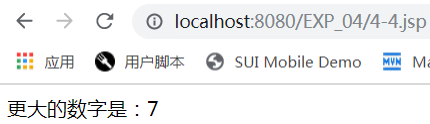 localhost:8080/EXP_04/4-4.jsp
应用 用户脚本 SUI Mobile Demo MVN Ma
更大的数字是：7